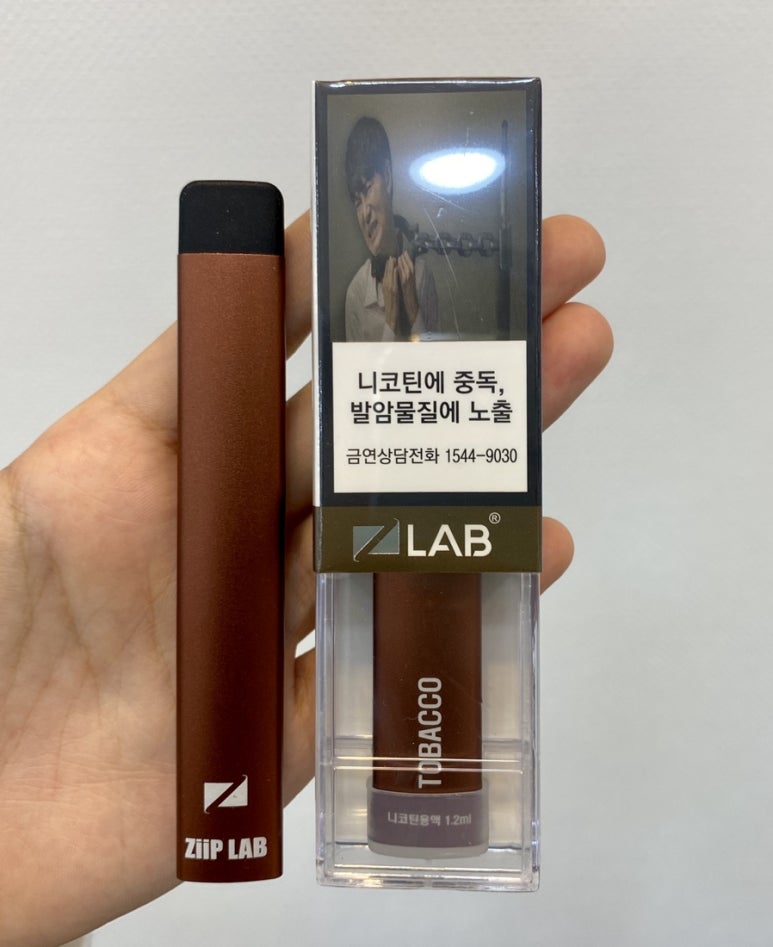 니코틴에 중독,
발암물질에 노출
금연상담전화 1544-9030
Z LAB®
TOBACCO
니코틴용액 1.2ml
Z
ZiiP LAB